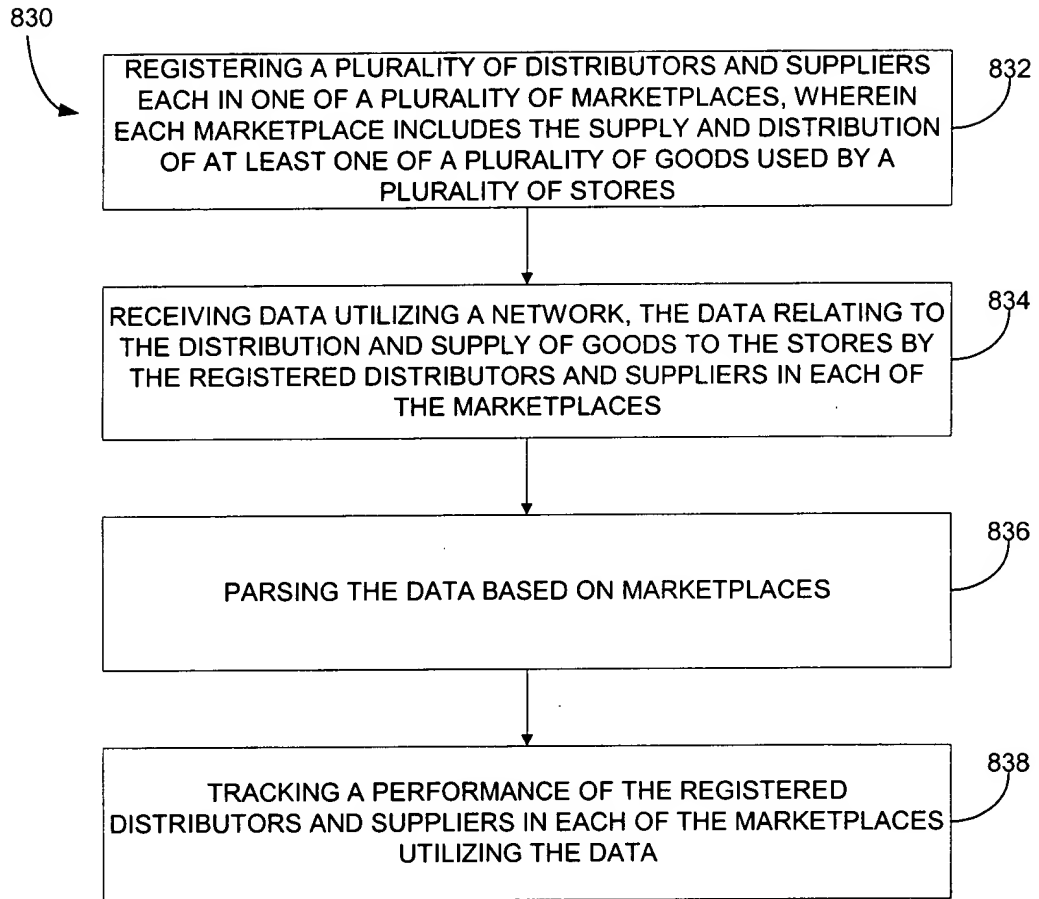 830
REGISTERING A PLURALITY OF DISTRIBUTORS AND SUPPLIERS
EACH IN ONE OF A PLURALITY OF MARKETPLACES, WHEREIN
EACH MARKETPLACE INCLUDES THE SUPPLY AND DISTRIBUTION
OF AT LEAST ONE OF A PLURALITY OF GOODS USED BY A
PLURALITY OF STORES
832
RECEIVING DATA UTILIZING A NETWORK, THE DATA RELATING TO
THE DISTRIBUTION AND SUPPLY OF GOODS TO THE STORES BY
THE REGISTERED DISTRIBUTORS AND SUPPLIERS IN EACH OF
THE MARKETPLACES
834
PARSING THE DATA BASED ON MARKETPLACES
836
TRACKING A PERFORMANCE OF THE REGISTERED
DISTRIBUTORS AND SUPPLIERS IN EACH OF THE MARKETPLACES
UTILIZING THE DATA
838